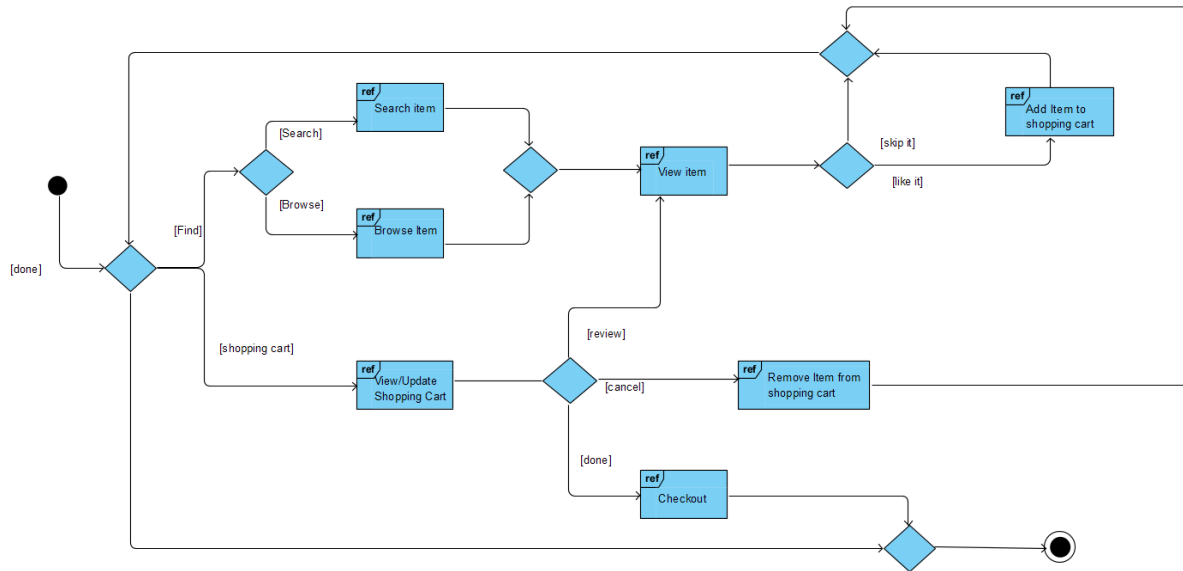 ref
Search item
ref
Add Item to
shopping cart
[Search]
[skip it]
ref
View item
[like it]
[Browse]
ref
Browse Item
[Find]
[done]
[review]
[shopping cart]
ref
View/Update
Shopping Cart
[cancel]
ref
Remove Item from
shopping cart
[done]
ref
Checkout